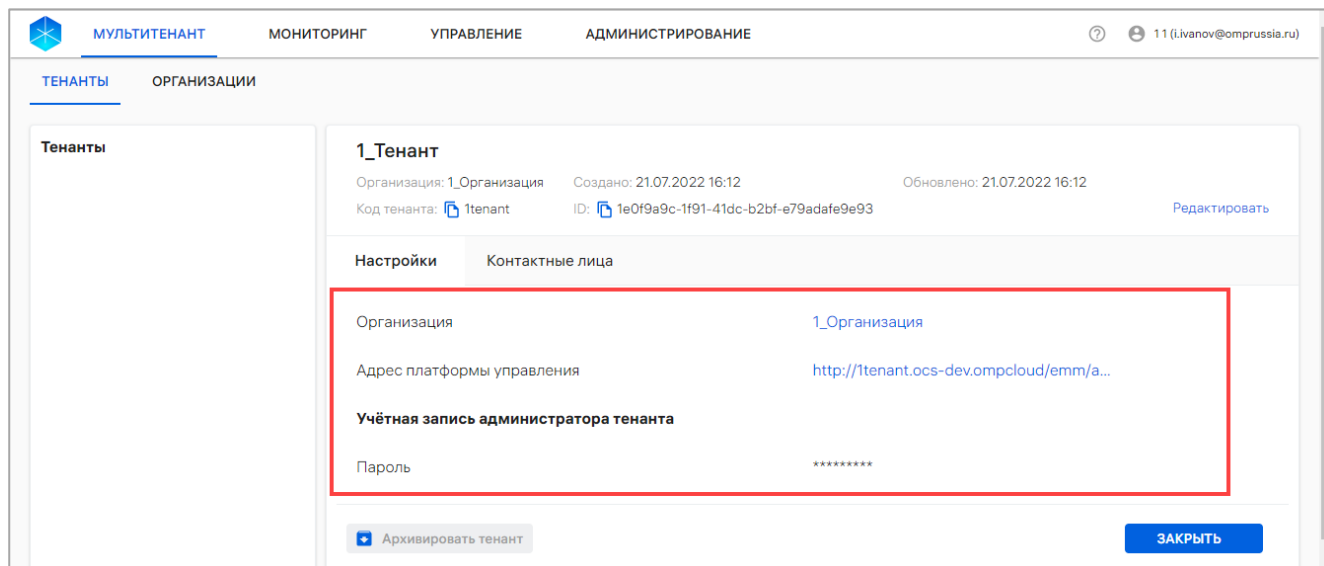 МУЛЬТИТЕНАНТ МОНИТОРИНГ УПРАВЛЕНИЕ АДМИНИСТРИРОВАНИЕ ? 1 1 (i.ivanov@omprussia.ru)
ТЕНАНТЫ ОРГАНИЗАЦИИ
Тенанты
1_Тенант
Организация: 1_Организация Создано: 21.07.2022 16:12 Обновлено: 21.07.2022 16:12
Код тенанта: 1tenant ID: 1e0f9a9c-1f91-41dc-b2bf-e79adafe9e93 Редактировать
Настройки Контактные лица
Организация 1_Организация
Адрес платформы управления http://1tenant.ocs-dev.ompcloud/emm/a...
Учётная запись администратора тенанта
Пароль *********
Архивировать тенант ЗАКРЫТЬ